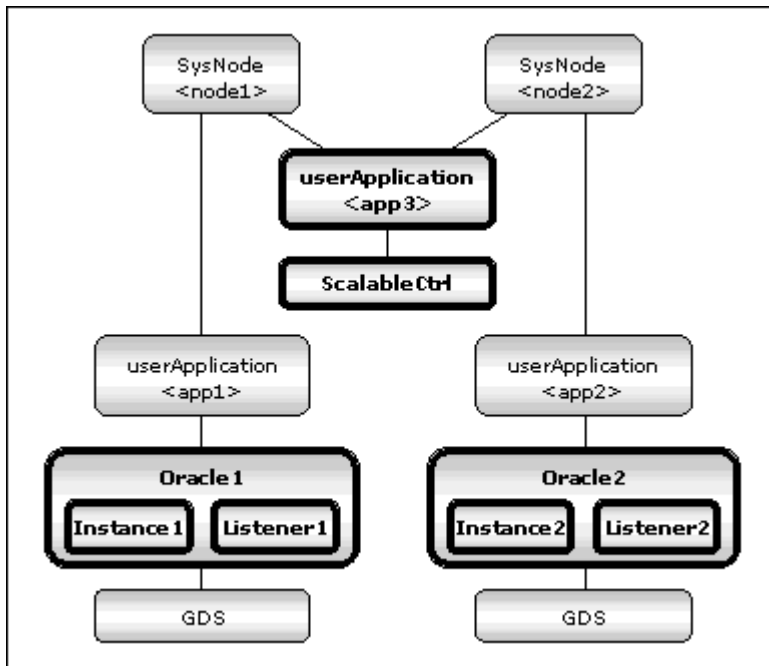 SysNode
<node1>
SysNode
<node2>
userApplication
<app3>
ScalableCtrl
userApplication
<app1>
userApplication
<app2>
Oracle1
Instance1
Listener1
Oracle2
Instance2
Listener2
GDS
GDS